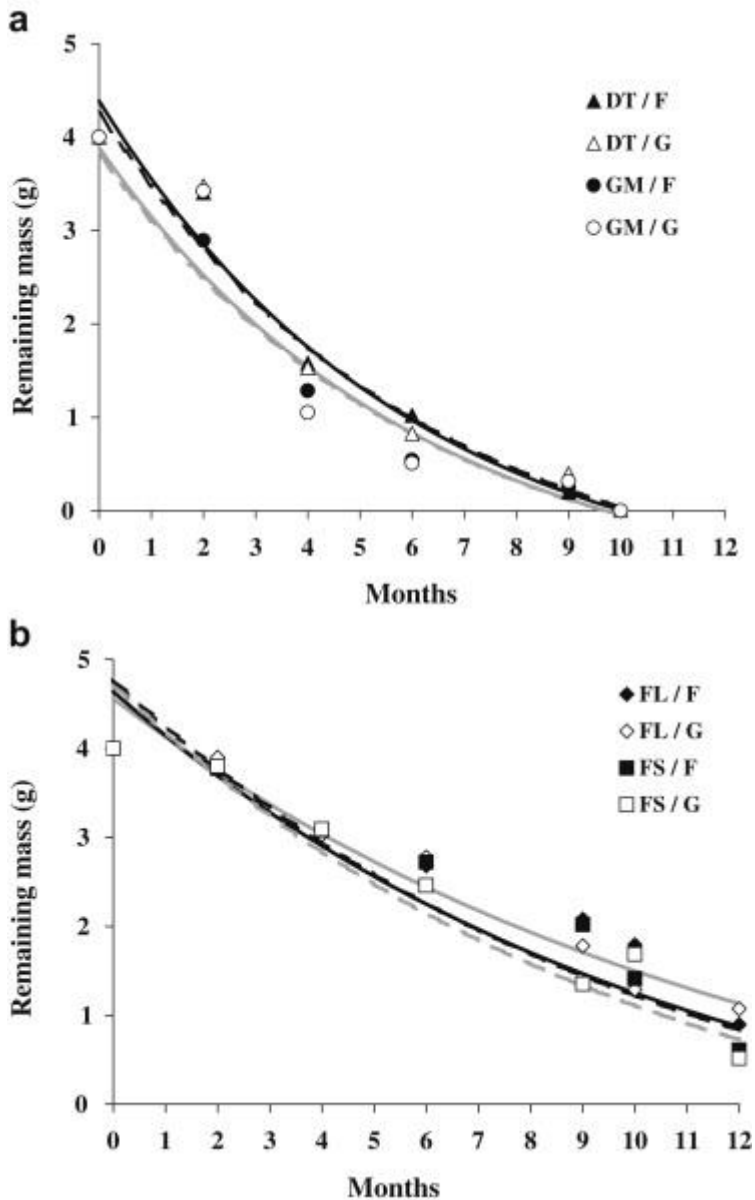 a
5
4
3
2
1
0
Remaining mass (g)
DT / F
DT / G
GM / F
GM / G
0 1 2 3 4 5 6 7 8 9 10 11 12
Months
b
5
4
3
2
1
0
Remaining mass (g)
FL / F
FL / G
FS / F
FS / G
0 1 2 3 4 5 6 7 8 9 10 11 12
Months